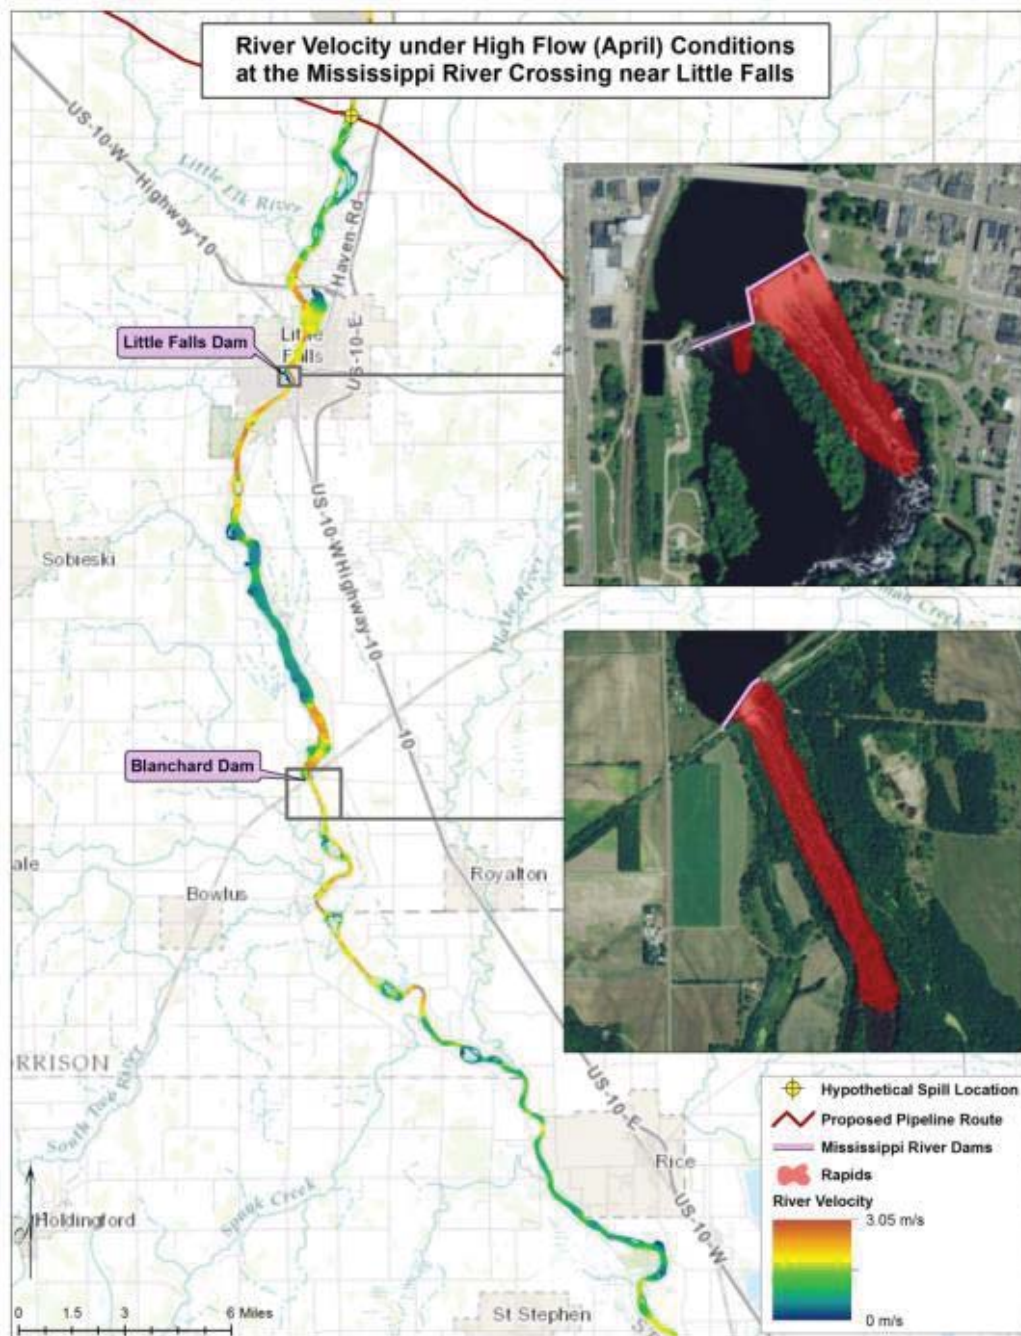 River Velocity under High Flow (April) Conditions
at the Mississippi River Crossing near Little Falls
US-10-W
Highway-10
Little Elk River
Haven Rd
Little Falls Dam
Little
Falls
US-10-E
US-10-W
Highway-10
10
Sobieski
Platte River
Creek
Blanchard Dam
ale
Bowlus
Royalton
RRISON
South Two River
US-10-E
Rice
US-10-W
Spunk Creek
Holdingford
St Stephen
Hypothetical Spill Location
Proposed Pipeline Route
Mississippi River Dams
Rapids
River Velocity
3.05 m/s
0 m/s
0 1.5 3 6 Miles